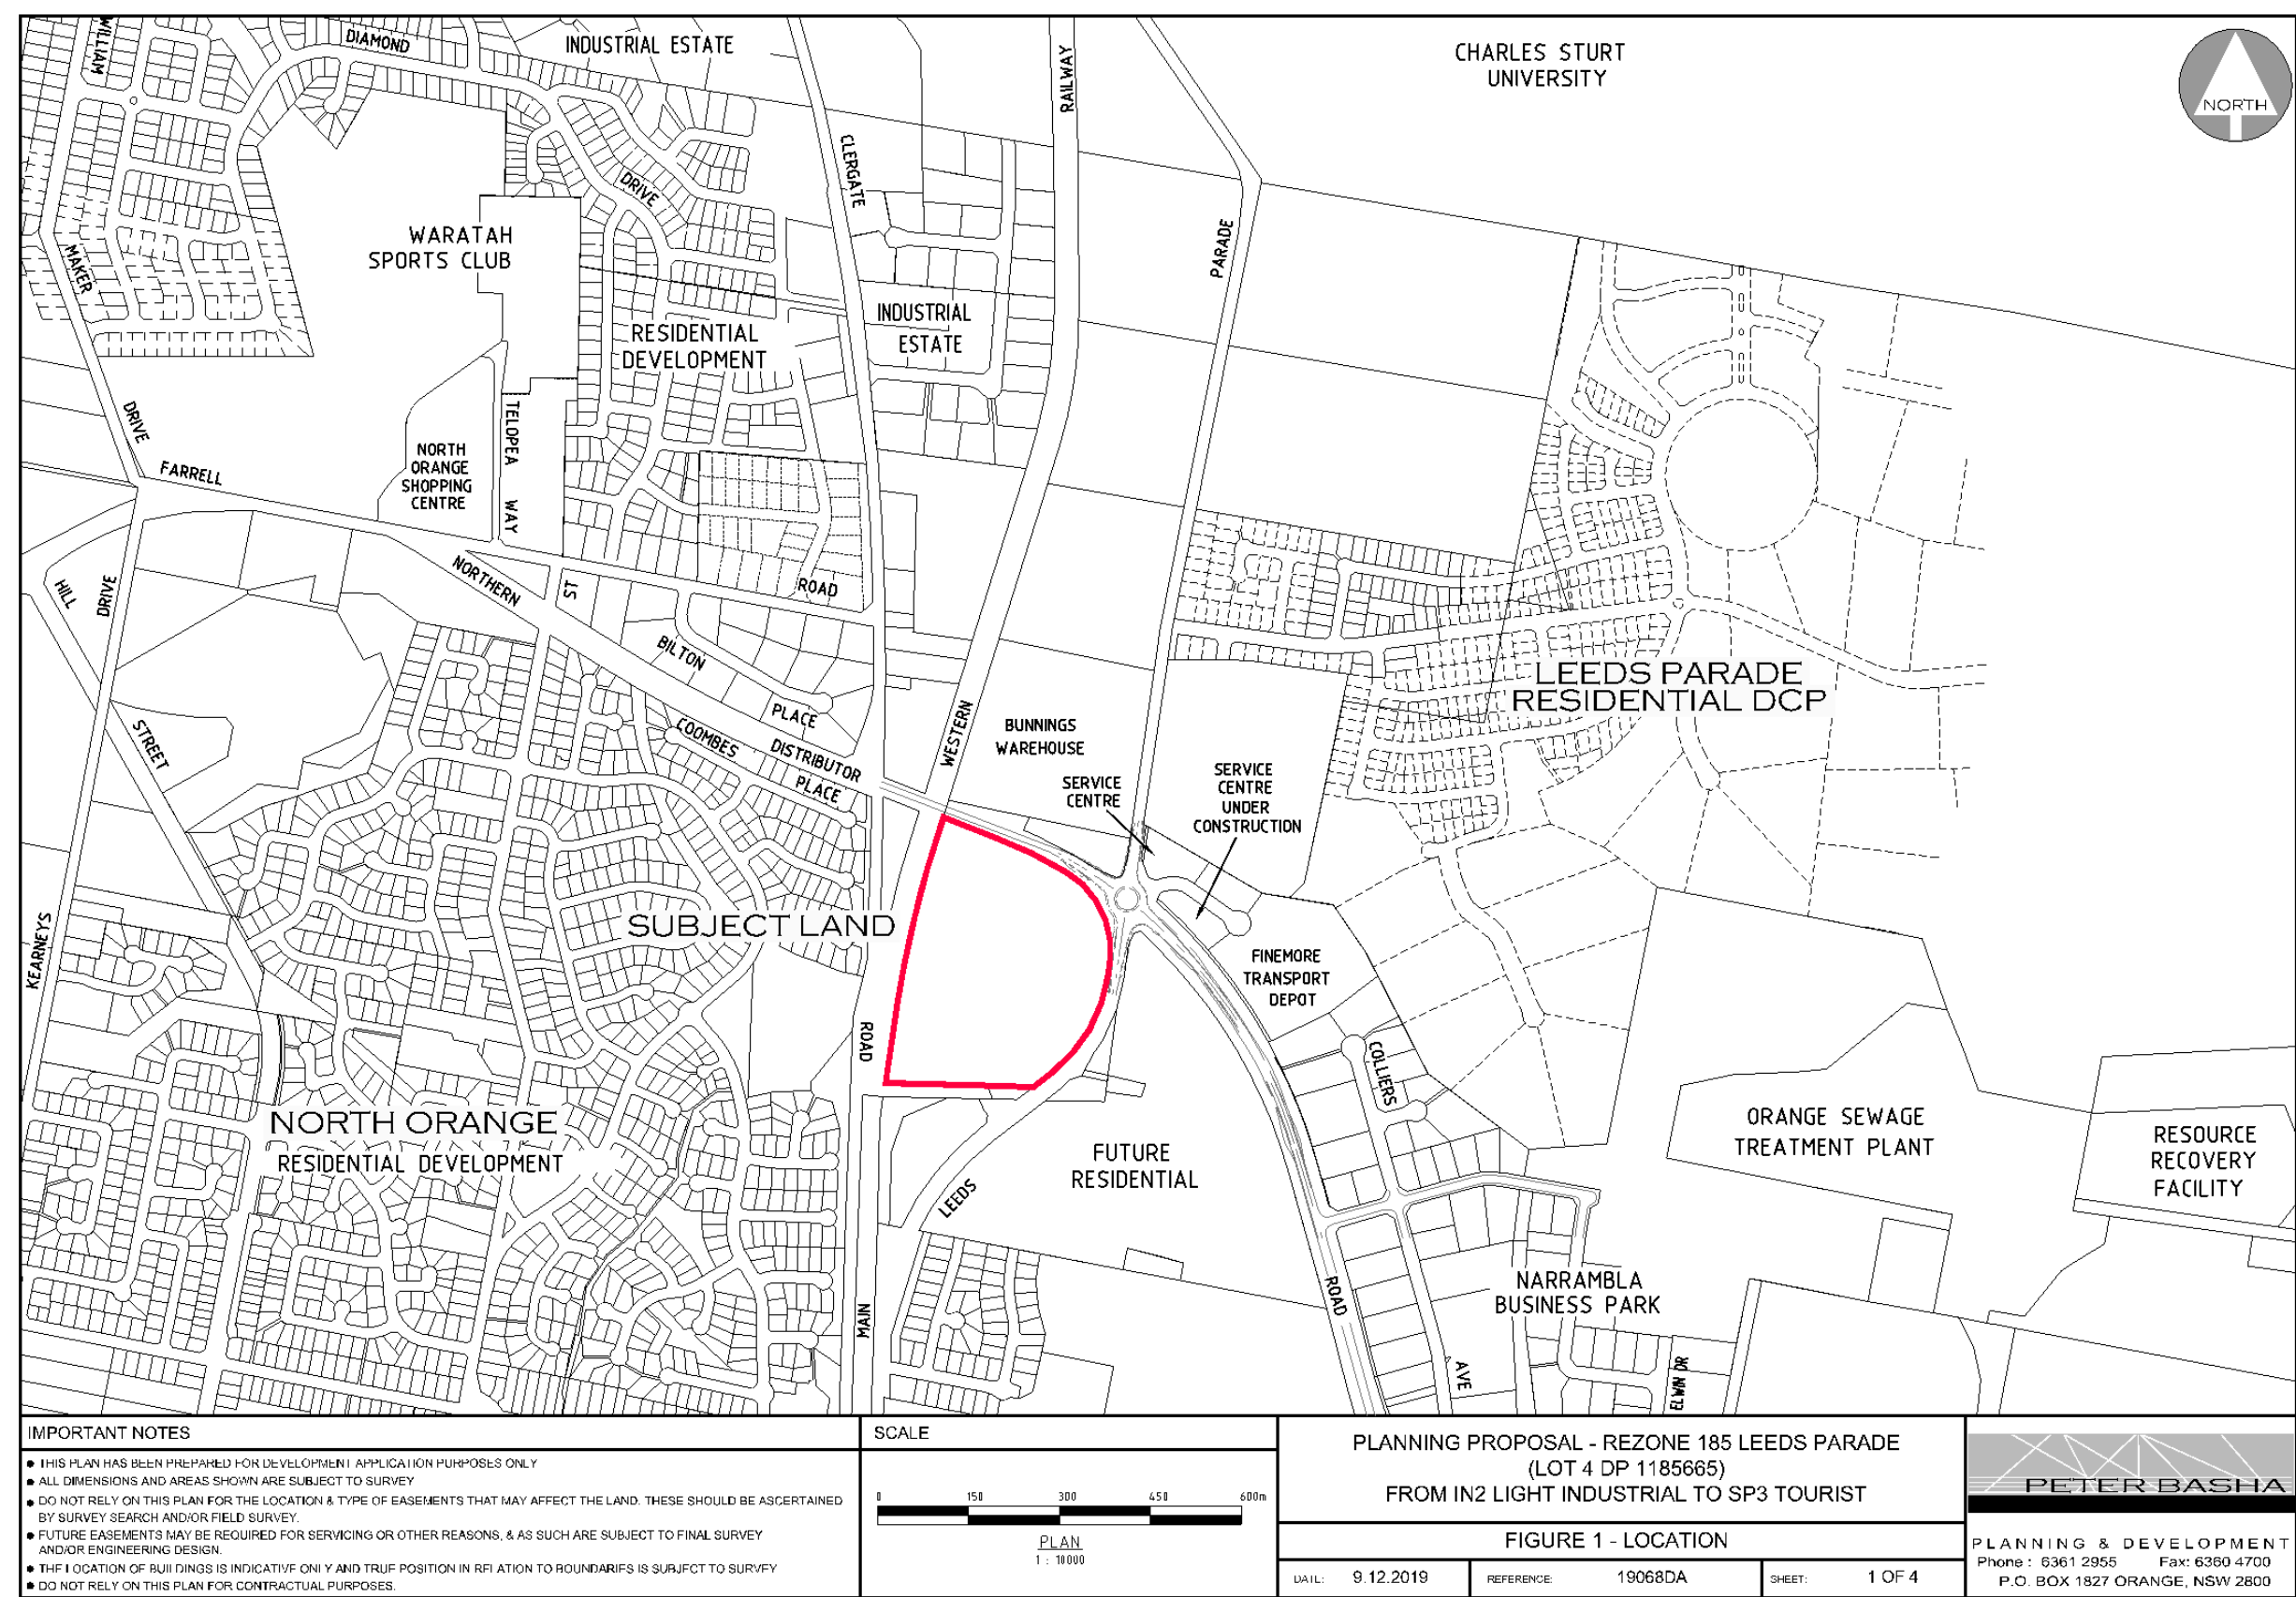 WILLIAM
DIAMOND
INDUSTRIAL ESTATE
RAILWAY
CHARLES STURT
UNIVERSITY
NORTH
CLERGATE
DRIVE
WARATAH
SPORTS CLUB
PARADE
MAKER
INDUSTRIAL
ESTATE
RESIDENTIAL
DEVELOPMENT
DRIVE
TELOPEA WAY
NORTH
ORANGE
SHOPPING
CENTRE
FARRELL
NORTHERN
ST
ROAD
HILL
DRIVE
BILTON
PLACE
LEEDS PARADE
RESIDENTIAL DCP
STREET
COOMBES
DISTRIBUTOR
PLACE
WESTERN
BUNNINGS
WAREHOUSE
SERVICE
CENTRE
SERVICE
CENTRE
UNDER
CONSTRUCTION
SUBJECT LAND
KEARNEYS
FINEMORE
TRANSPORT
DEPOT
ROAD
COLLIERS
NORTH ORANGE
RESIDENTIAL DEVELOPMENT
FUTURE
RESIDENTIAL
LEEDS
ORANGE SEWAGE
TREATMENT PLANT
RESOURCE
RECOVERY
FACILITY
MAIN
ROAD
NARRAMBLA
BUSINESS PARK
AVE
ELWIN DR
IMPORTANT NOTES
● THIS PLAN HAS BEEN PREPARED FOR DEVELOPMENT APPLICATION PURPOSES ONLY
● ALL DIMENSIONS AND AREAS SHOWN ARE SUBJECT TO SURVEY
● DO NOT RELY ON THIS PLAN FOR THE LOCATION & TYPE OF EASEMENTS THAT MAY AFFECT THE LAND. THESE SHOULD BE ASCERTAINED
BY SURVEY SEARCH AND/OR FIELD SURVEY.
● FUTURE EASEMENTS MAY BE REQUIRED FOR SERVICING OR OTHER REASONS, & AS SUCH ARE SUBJECT TO FINAL SURVEY
AND/OR ENGINEERING DESIGN.
● THE LOCATION OF BUILDINGS IS INDICATIVE ONLY AND TRUE POSITION IN RELATION TO BOUNDARIES IS SUBJECT TO SURVEY
● DO NOT RELY ON THIS PLAN FOR CONTRACTUAL PURPOSES.
SCALE
0 150 300 450 600m
PLAN
1 : 10000
PLANNING PROPOSAL - REZONE 185 LEEDS PARADE
(LOT 4 DP 1185665)
FROM IN2 LIGHT INDUSTRIAL TO SP3 TOURIST
FIGURE 1 - LOCATION
DATE: 9.12.2019 REFERENCE: 19068DA SHEET: 1 OF 4
PETER BASHA
PLANNING & DEVELOPMENT
Phone : 6361 2955 Fax: 6360 4700
P.O. BOX 1827 ORANGE, NSW 2800